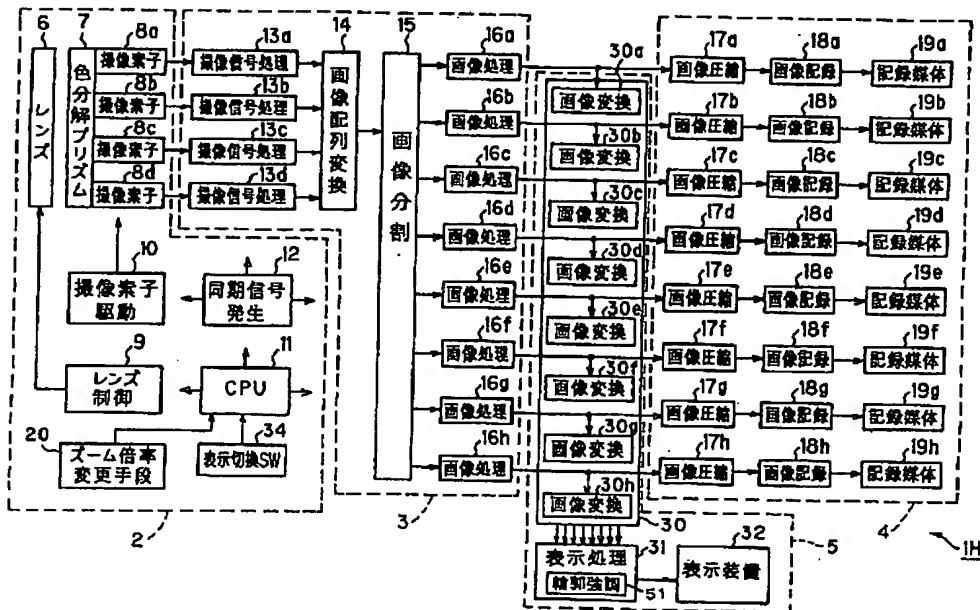 6
レンズ
7
色分解プリズム
8a
撮像素子
8b
撮像素子
8c
撮像素子
8d
撮像素子
13a
撮像信号処理
13b
撮像信号処理
13c
撮像信号処理
13d
撮像信号処理
14
画像配列変換
15
画像分割
16a
画像処理
16b
画像処理
16c
画像処理
16d
画像処理
16e
画像処理
16f
画像処理
16g
画像処理
16h
画像処理
30a
画像変換
30b
画像変換
30c
画像変換
30d
画像変換
30e
画像変換
30f
画像変換
30g
画像変換
30h
画像変換
30
17a
画像圧縮
18a
画像記録
19a
記録媒体
17b
画像圧縮
18b
画像記録
19b
記録媒体
17c
画像圧縮
18c
画像記録
19c
記録媒体
17d
画像圧縮
18d
画像記録
19d
記録媒体
17e
画像圧縮
18e
画像記録
19e
記録媒体
17f
画像圧縮
18f
画像記録
19f
記録媒体
17g
画像圧縮
18g
画像記録
19g
記録媒体
17h
画像圧縮
18h
画像記録
19h
記録媒体
10
撮像素子
駆動
12
同期信号
発生
9
レンズ
制御
11
CPU
20
ズーム倍率
変更手段
34
表示切換SW
2
3
4
5
1H
31
表示処理
輪郭強調
51
32
表示装置